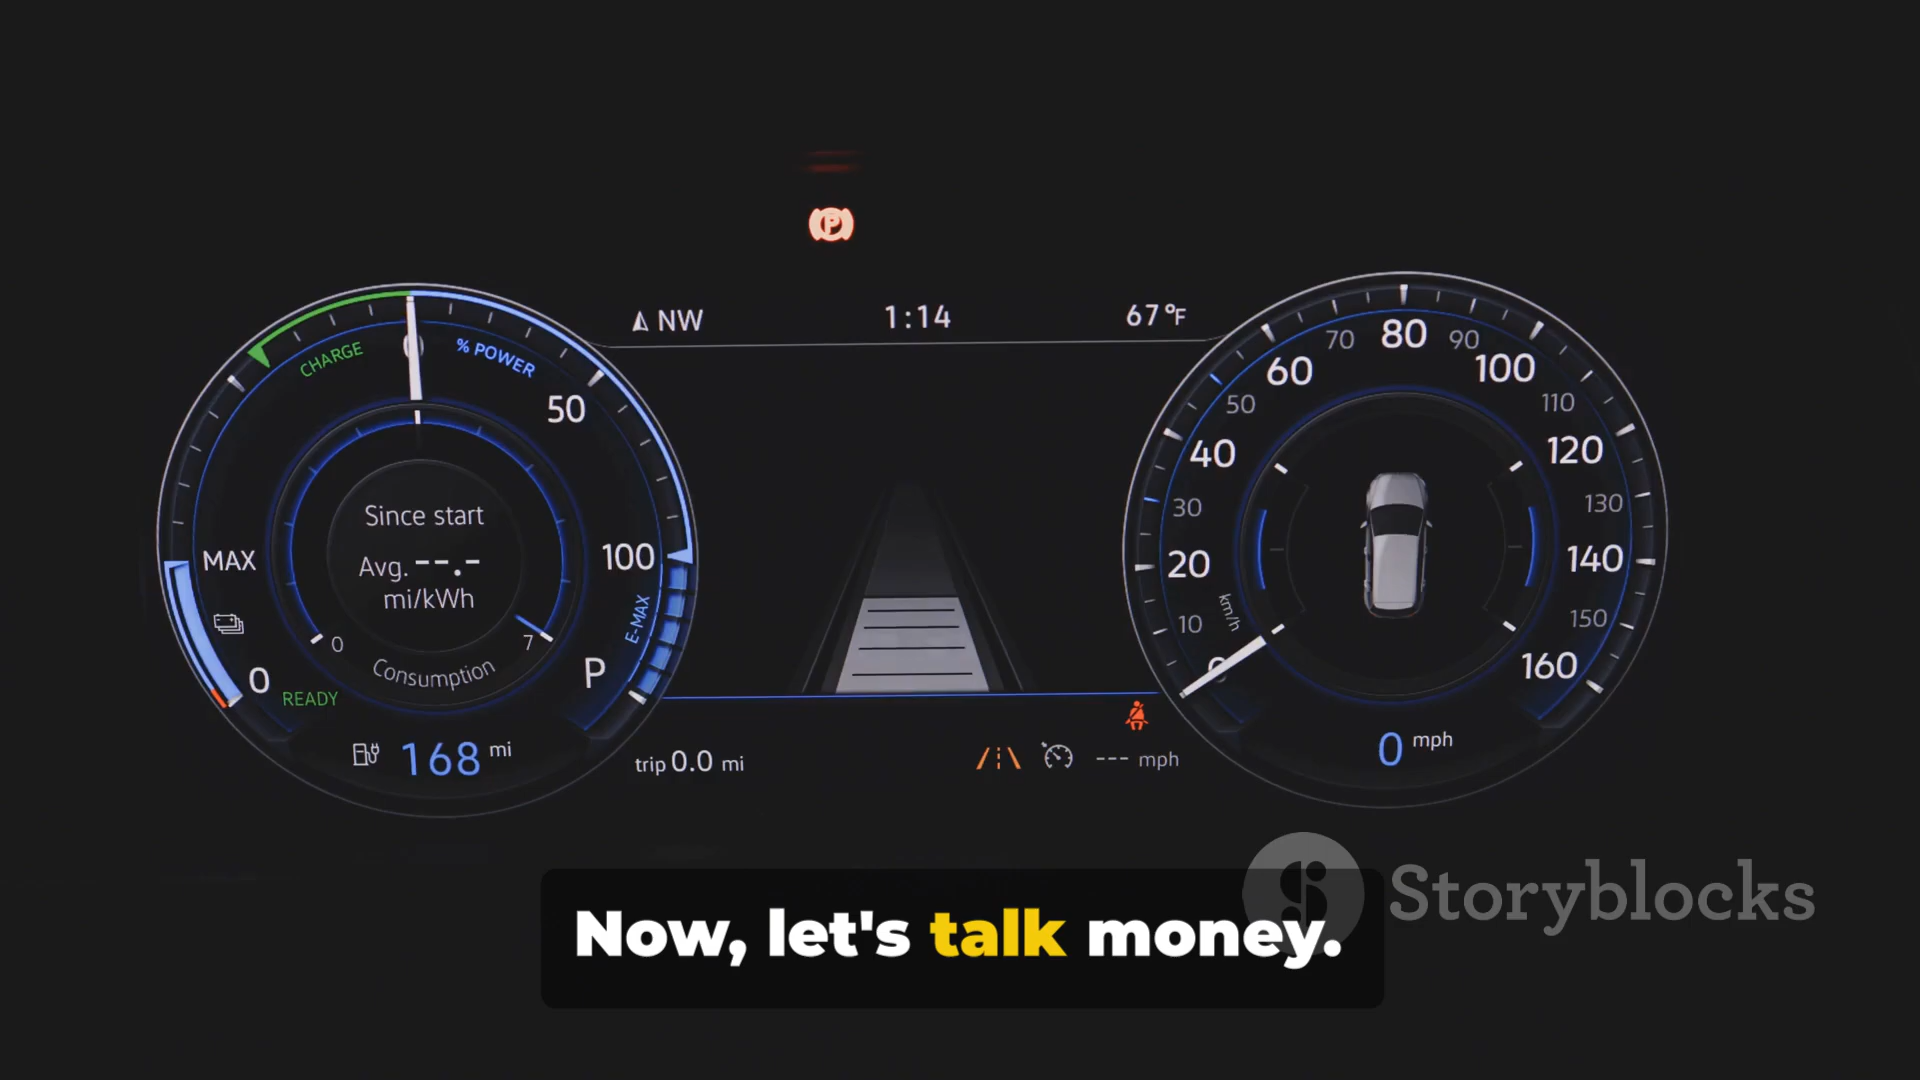 P
NW
1:14
67°F
CHARGE
% POWER
50
100
E-MAX
P
MAX
0
READY
Since start
Avg. --.-
mi/kWh
0
7
Consumption
168 mi
trip 0.0 mi
--- mph
0
10
20
30
40
50
60
70
80
90
100
110
120
130
140
150
160
km/h
0 mph
Storyblocks
Now, let's talk money.